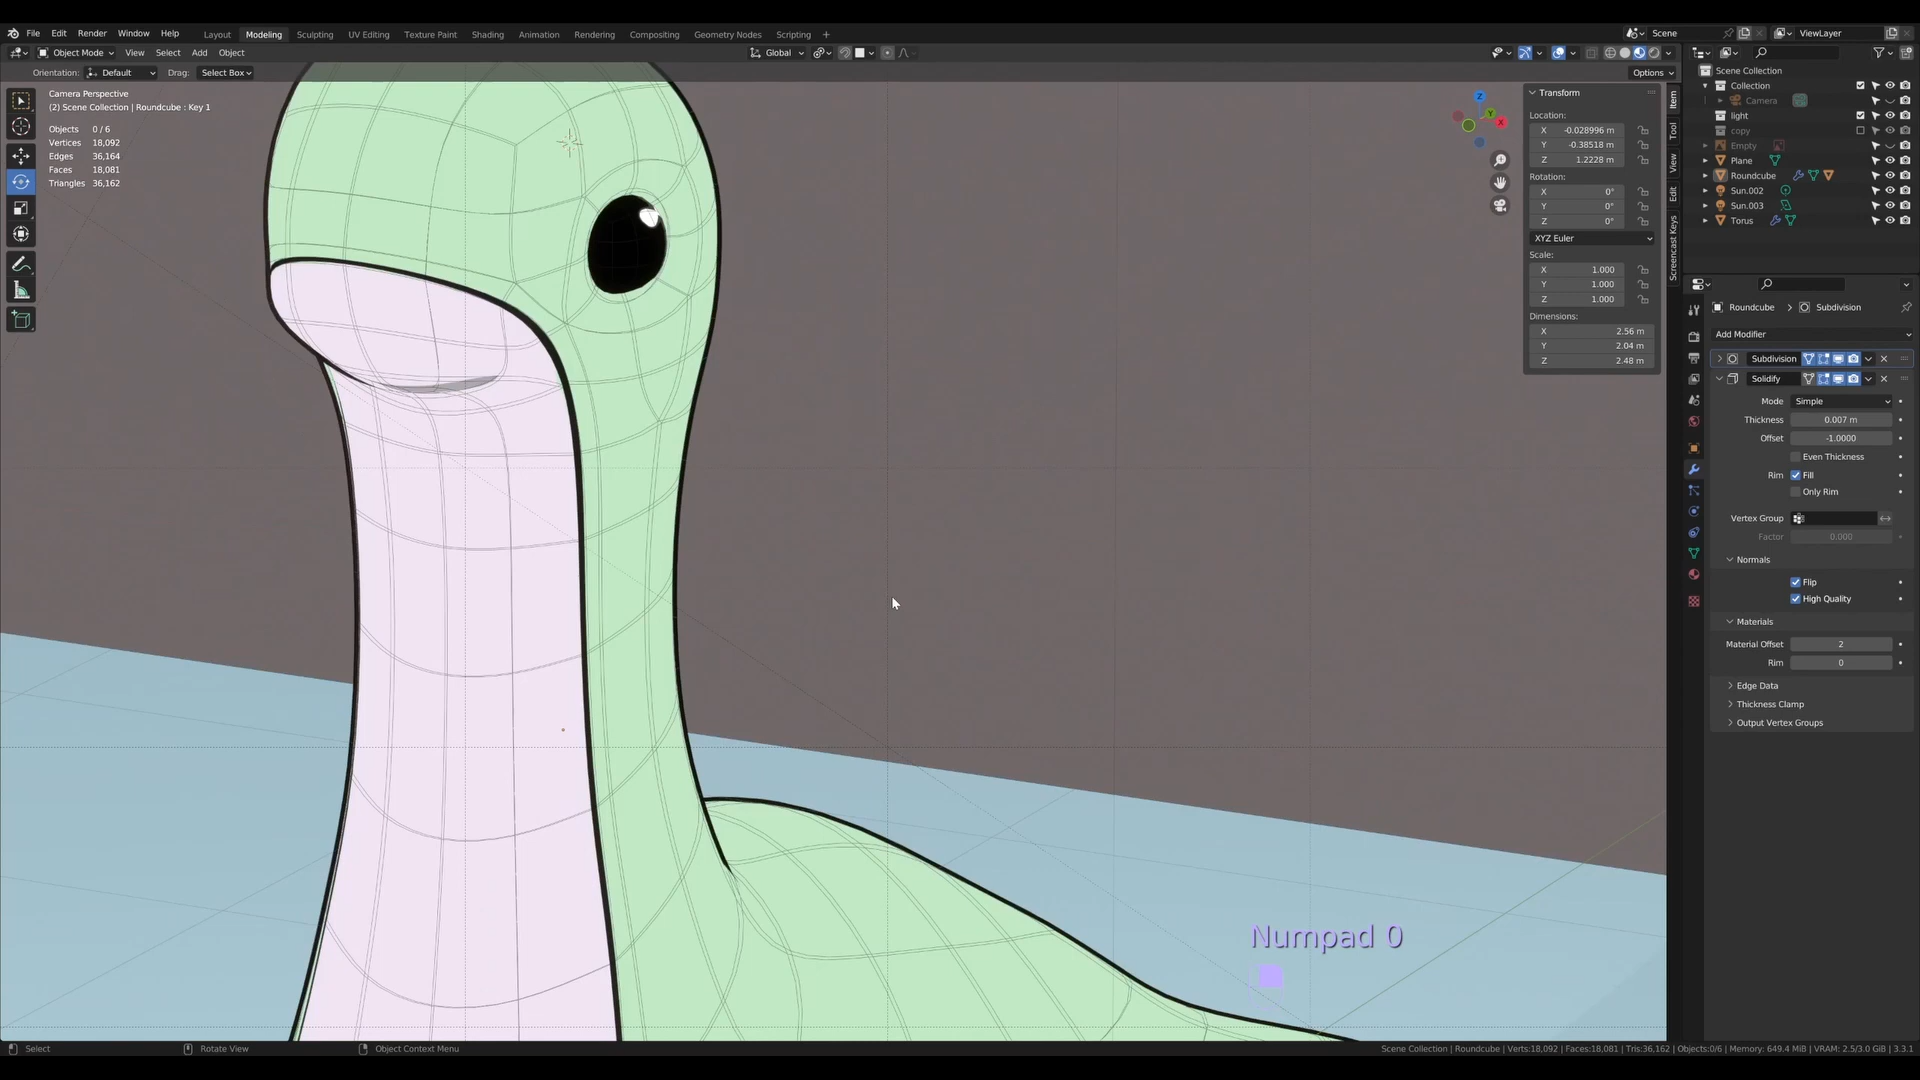 File Edit Render Window Help Layout Modeling Sculpting UV Editing Texture Paint Shading Animation Rendering Compositing Geometry Nodes Scripting + Scene ViewLayer
Object Mode View Select Add Object Global
Orientation: Default Drag: Select Box Options
Camera Perspective
(2) Scene Collection | Roundcube : Key 1
Objects 0 / 6
Vertices 18,092
Edges 36,164
Faces 18,081
Triangles 36,162
Z
Y
X
Transform
Location:
X -0.028996 m
Y -0.38518 m
Z 1.2228 m
Rotation:
X 0°
Y 0°
Z 0°
XYZ Euler
Scale:
X 1.000
Y 1.000
Z 1.000
Dimensions:
X 2.56 m
Y 2.04 m
Z 2.48 m
Item
Tool
View
Edit
Screencast Keys
Scene Collection
Collection
Camera
light
copy
Empty
Plane
Roundcube
Sun.002
Sun.003
Torus
Roundcube > Subdivision
Add Modifier
Subdivision
Solidify
Mode Simple
Thickness 0.007 m
Offset -1.0000
Even Thickness
Rim Fill
Only Rim
Vertex Group
Factor 0.000
Normals
Flip
High Quality
Materials
Material Offset 2
Rim 0
Edge Data
Thickness Clamp
Output Vertex Groups
Numpad 0
Select Rotate View Object Context Menu
Scene Collection | Roundcube | Verts:18,092 | Faces:18,081 | Tris:36,162 | Objects:0/6 | Memory: 649.4 MiB | VRAM: 2.5/3.0 GiB | 3.3.1